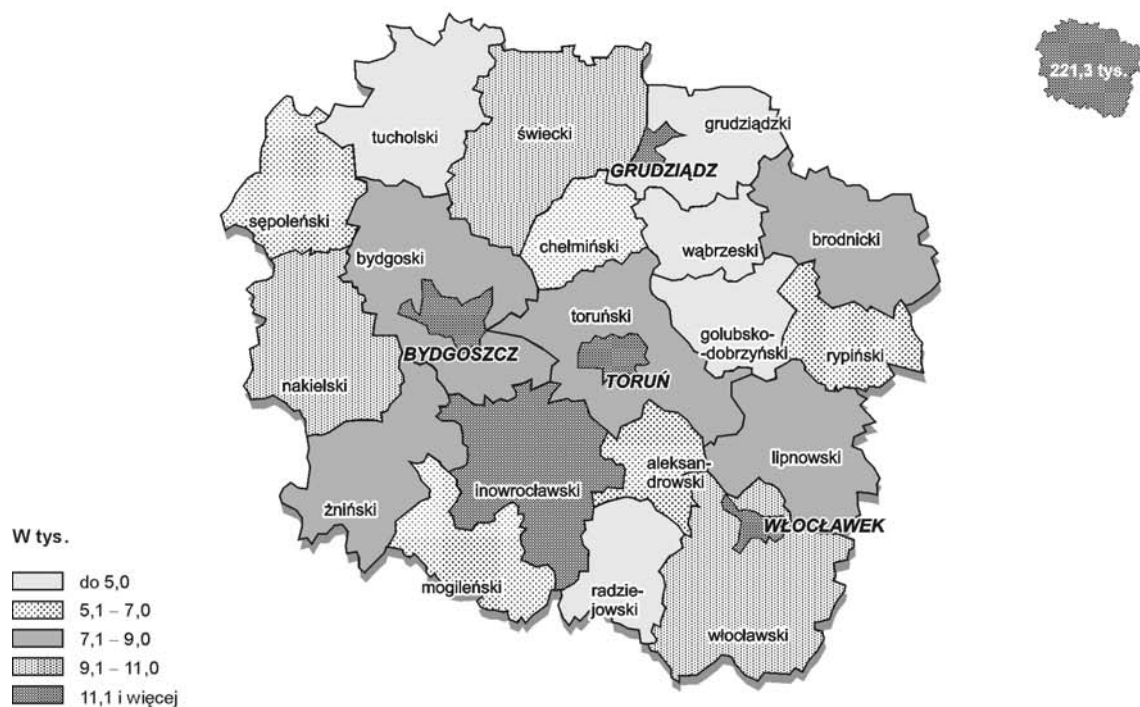 221,3 tys.
tucholski
świecki
grudziądzki
GRUDZIĄDZ
sępoleński
bydgoski
chełmiński
wąbrzeski
brodnicki
toruński
golubsko-
-dobrzyński
rypiński
BYDGOSZCZ
TORUŃ
nakielski
aleksan-
drowski
lipnowski
inowrocławski
żniński
WŁOCŁAWEK
mogileński
radzie-
jowski
włocławski
W tys.
do 5,0
5,1 – 7,0
7,1 – 9,0
9,1 – 11,0
11,1 i więcej